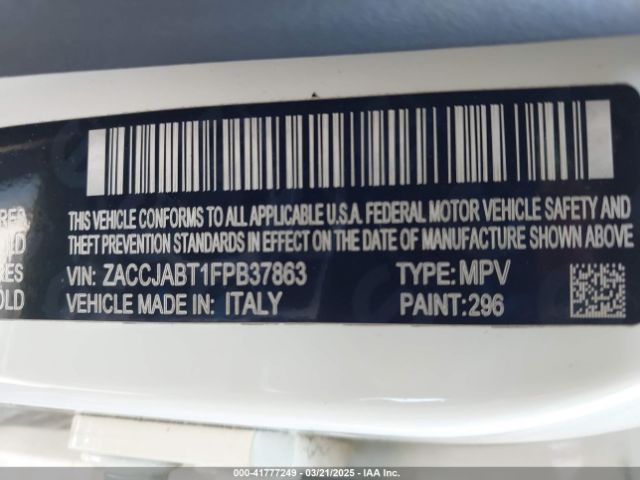 THIS VEHICLE CONFORMS TO ALL APPLICABLE U.S.A. FEDERAL MOTOR VEHICLE SAFETY AND
THEFT PREVENTION STANDARDS IN EFFECT ON THE DATE OF MANUFACTURE SHOWN ABOVE
RES VIN: ZACCJABT1FPB37863 TYPE: MPV
OLD VEHICLE MADE IN: ITALY PAINT: 296
000-41777249 - 03/21/2025 - IAA Inc.